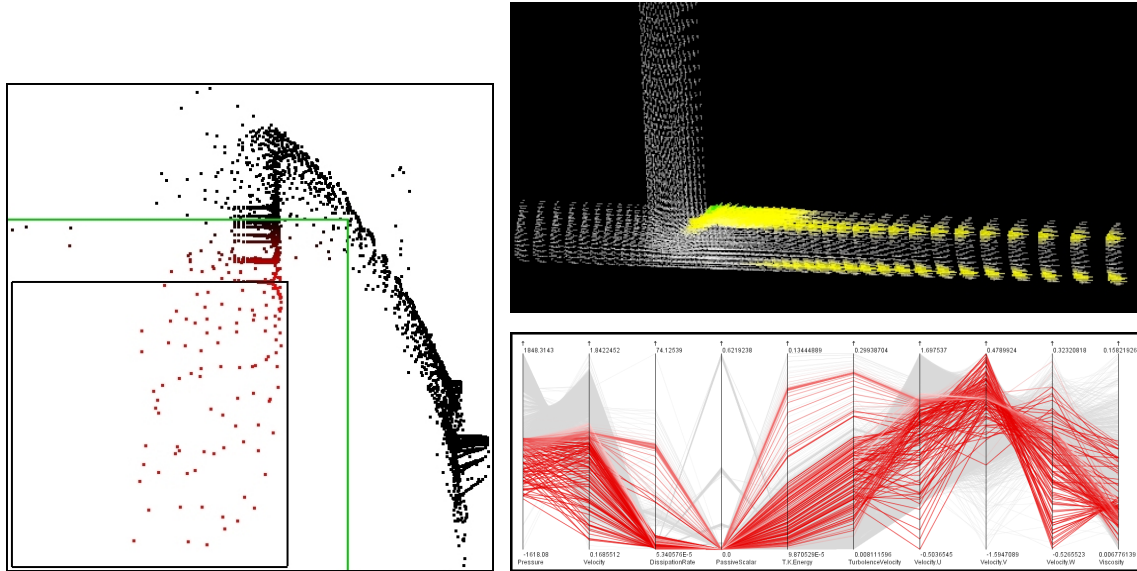 1848.3143 1.8422452 74.12539 0.6219238 0.13444889 0.29938704 1.697537 0.4789924 0.32320818 0.15821926
-1618.08 0.1685512 5.340576E-5 0.0 9.870529E-5 0.008111596 -0.5036545 -1.5947089 -0.5265523 0.006776139
Pressure Velocity DissipationRate PassiveScalar T.K.Energy TurbulenceVelocity Velocity.U Velocity.V Velocity.W Viscosity